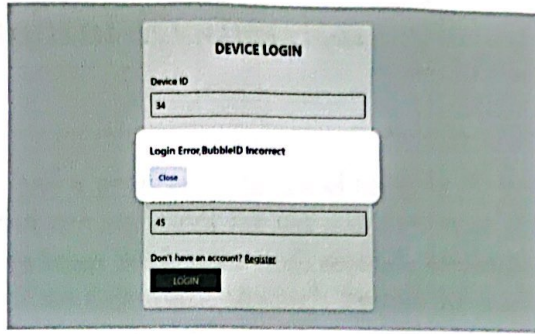 DEVICE LOGIN
Device ID
34
Login Error,BubbleID Incorrect
Close
45
Don't have an account? Register
LOGIN